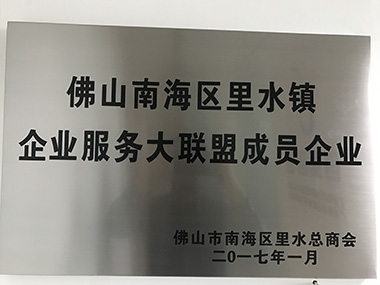 佛山南海区里水镇
企业服务大联盟成员企业
佛山市南海区里水总商会
二0一七年一月